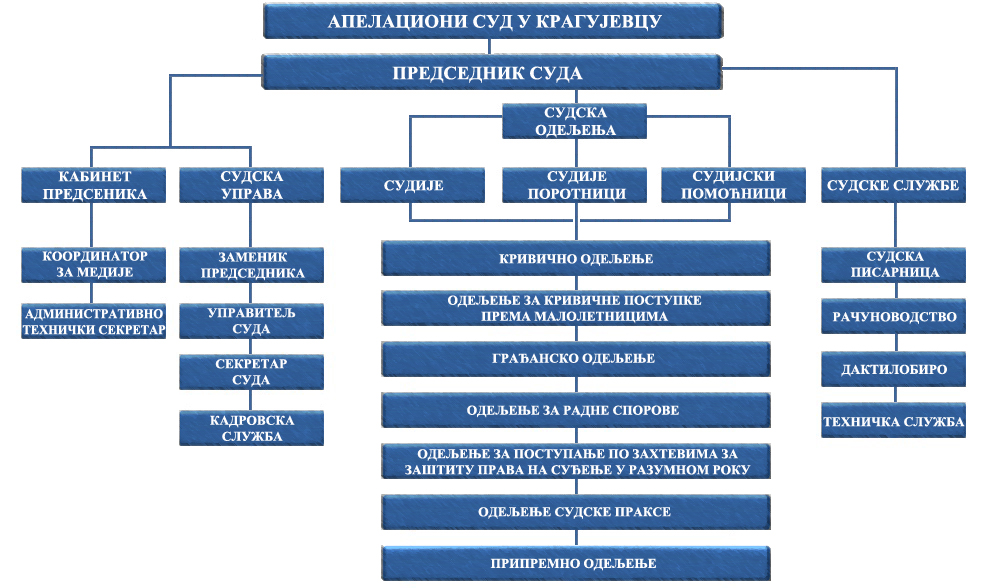 АПЕЛАЦИОНИ СУД У КРАГУЈЕВЦУ
ПРЕДСЕДНИК СУДА
СУДСКА
ОДЕЉЕЊА
КАБИНЕТ
ПРЕДСЕНИКА
СУДСКА
УПРАВА
СУДИЈЕ
СУДИЈЕ
ПОРОТНИЦИ
СУДИЈСКИ
ПОМОЋНИЦИ
СУДСКЕ СЛУЖБЕ
КООРДИНАТОР
ЗА МЕДИЈЕ
АДМИНИСТРАТИВНО
ТЕХНИЧКИ СЕКРЕТАР
ЗАМЕНИК
ПРЕДСЕДНИКА
УПРАВИТЕЉ
СУДА
СЕКРЕТАР
СУДА
КАДРОВСКА
СЛУЖБА
КРИВИЧНО ОДЕЉЕЊЕ
ОДЕЉЕЊЕ ЗА КРИВИЧНЕ ПОСТУПКЕ
ПРЕМА МАЛОЛЕТНИЦИМА
ГРАЂАНСКО ОДЕЉЕЊЕ
ОДЕЉЕЊЕ ЗА РАДНЕ СПОРОВЕ
ОДЕЉЕЊЕ ЗА ПОСТУПАЊЕ ПО ЗАХТЕВИМА ЗА
ЗАШТИТУ ПРАВА НА СУЂЕЊЕ У РАЗУМНОМ РОКУ
ОДЕЉЕЊЕ СУДСКЕ ПРАКСЕ
ПРИПРЕМНО ОДЕЉЕЊЕ
СУДСКА
ПИСАРНИЦА
РАЧУНОВОДСТВО
ДАКТИЛОБИРО
ТЕХНИЧКА СЛУЖБА